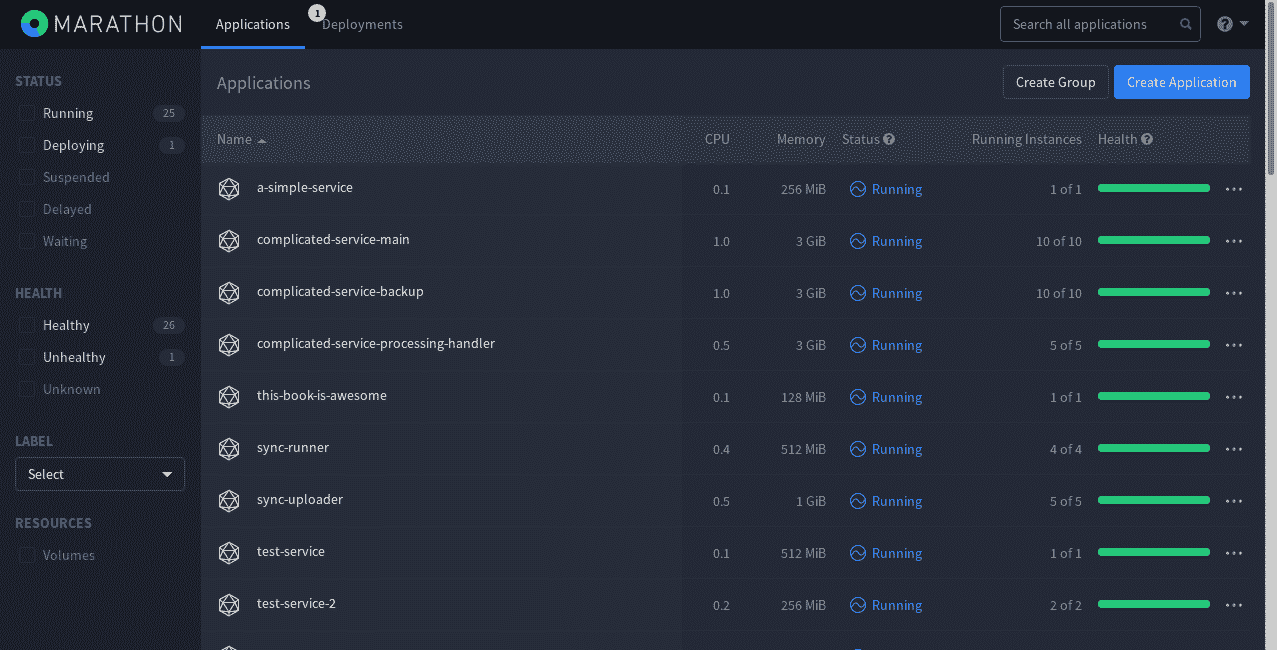 MARATHON
Applications
1
Deployments
Search all applications
STATUS
Running 25
Deploying 1
Suspended
Delayed
Waiting
HEALTH
Healthy 26
Unhealthy 1
Unknown
LABEL
Select
RESOURCES
Volumes
Applications
Create Group
Create Application
Name CPU Memory Status ? Running Instances Health ?
a-simple-service 0.1 256 MiB Running 1 of 1
complicated-service-main 1.0 3 GiB Running 10 of 10
complicated-service-backup 1.0 3 GiB Running 10 of 10
complicated-service-processing-handler 0.5 3 GiB Running 5 of 5
this-book-is-awesome 0.1 128 MiB Running 1 of 1
sync-runner 0.4 512 MiB Running 4 of 4
sync-uploader 0.5 1 GiB Running 5 of 5
test-service 0.1 512 MiB Running 1 of 1
test-service-2 0.2 256 MiB Running 2 of 2